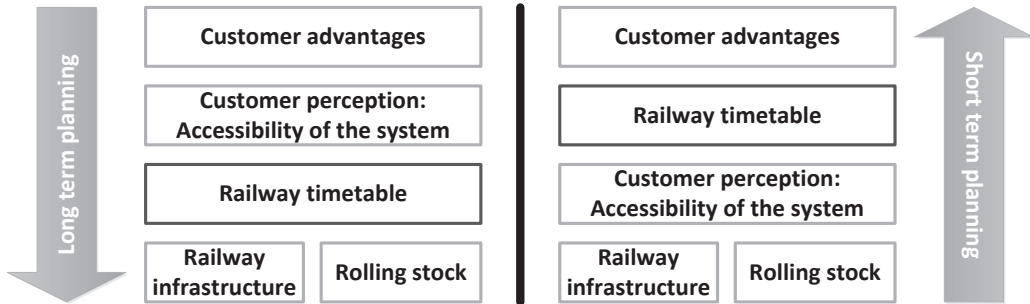 Long term planning
Customer advantages
Customer perception:
Accessibility of the system
Railway timetable
Railway
infrastructure
Rolling stock
Customer advantages
Railway timetable
Customer perception:
Accessibility of the system
Railway
infrastructure
Rolling stock
Short term planning